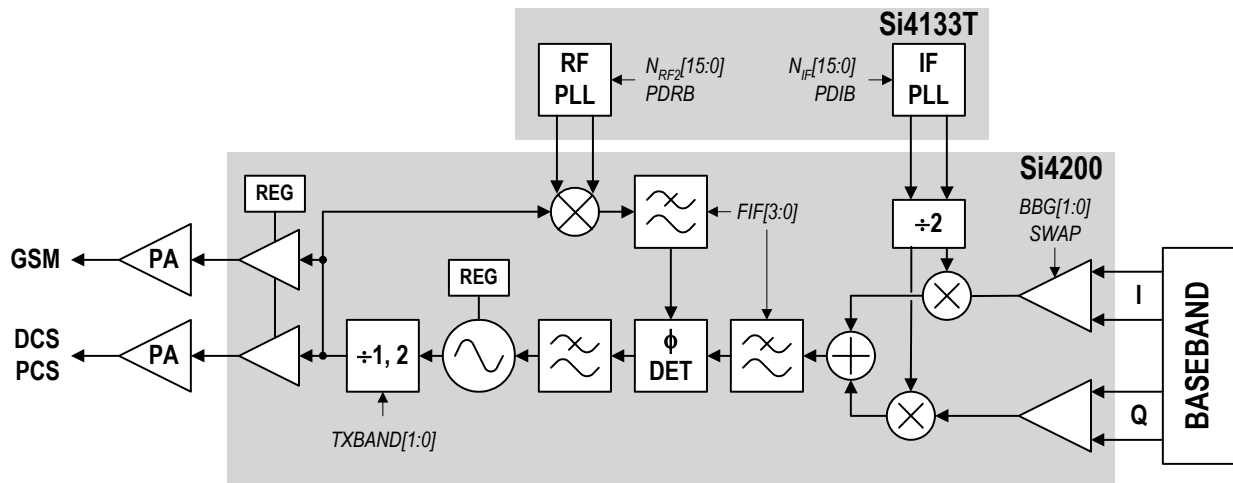 Si4133T
RF
PLL
N_RF2[15:0]
PDRB
N_IF[15:0]
PDIB
IF
PLL
Si4200
REG
FIF[3:0]
÷2
BBG[1:0]
SWAP
GSM
PA
REG
I
BASEBAND
DCS
PCS
PA
÷1, 2
ϕ
DET
Q
TXBAND[1:0]